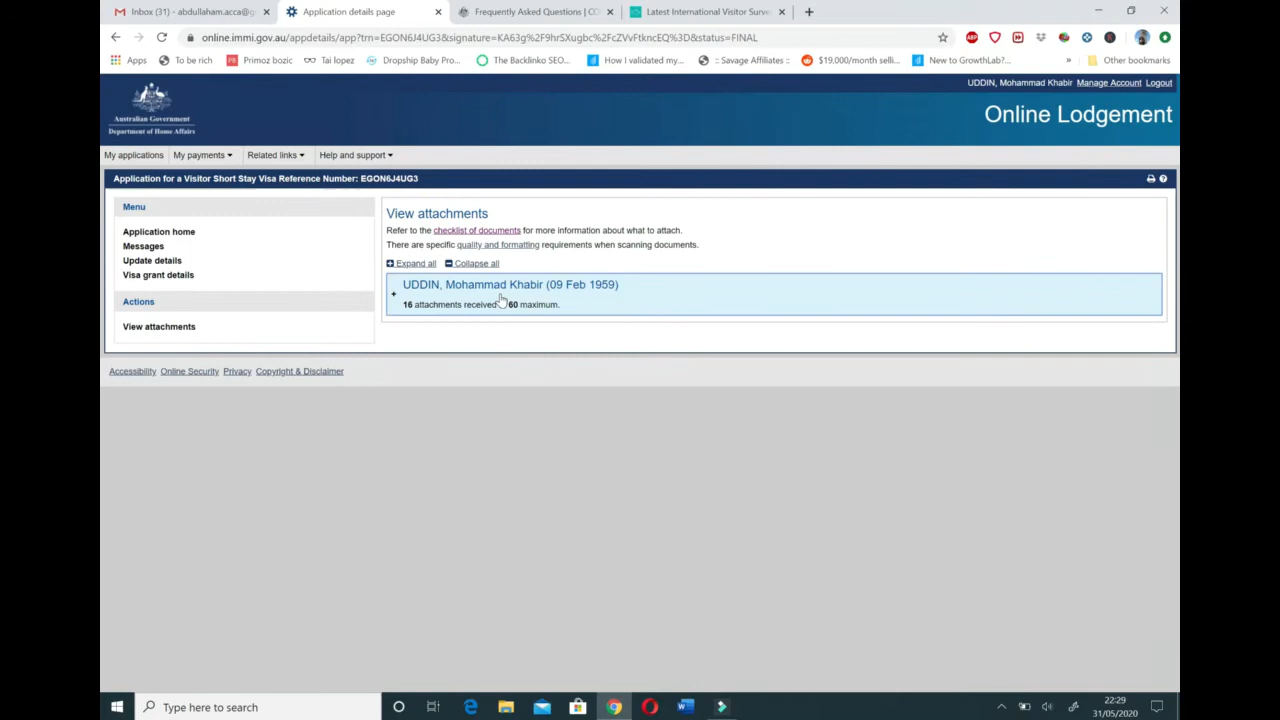 Inbox (31) - abdullaham.acca@g
Application details page
Frequently Asked Questions | CO
Latest International Visitor Surve
online.immi.gov.au/appdetails/app?trn=EGON6J4UG3&signature=KA63g%2F9hrSXugbc%2FcZVvFtkncEQ%3D&status=FINAL
Apps
To be rich
Primoz bozic
Tai lopez
Dropship Baby Pro...
The Backlinko SEO...
How I validated my...
:: Savage Affiliates ::
$19,000/month selli...
New to GrowthLab?...
»
Other bookmarks
UDDIN, Mohammad Khabir Manage Account Logout
Australian Government
Department of Home Affairs
Online Lodgement
My applications My payments Related links Help and support
Application for a Visitor Short Stay Visa Reference Number: EGON6J4UG3
Menu
Application home
Messages
Update details
Visa grant details
Actions
View attachments
View attachments
Refer to the checklist of documents for more information about what to attach.
There are specific quality and formatting requirements when scanning documents.
Expand all Collapse all
UDDIN, Mohammad Khabir (09 Feb 1959)
16 attachments received 60 maximum.
Accessibility Online Security Privacy Copyright & Disclaimer
Type here to search
22:29
31/05/2020